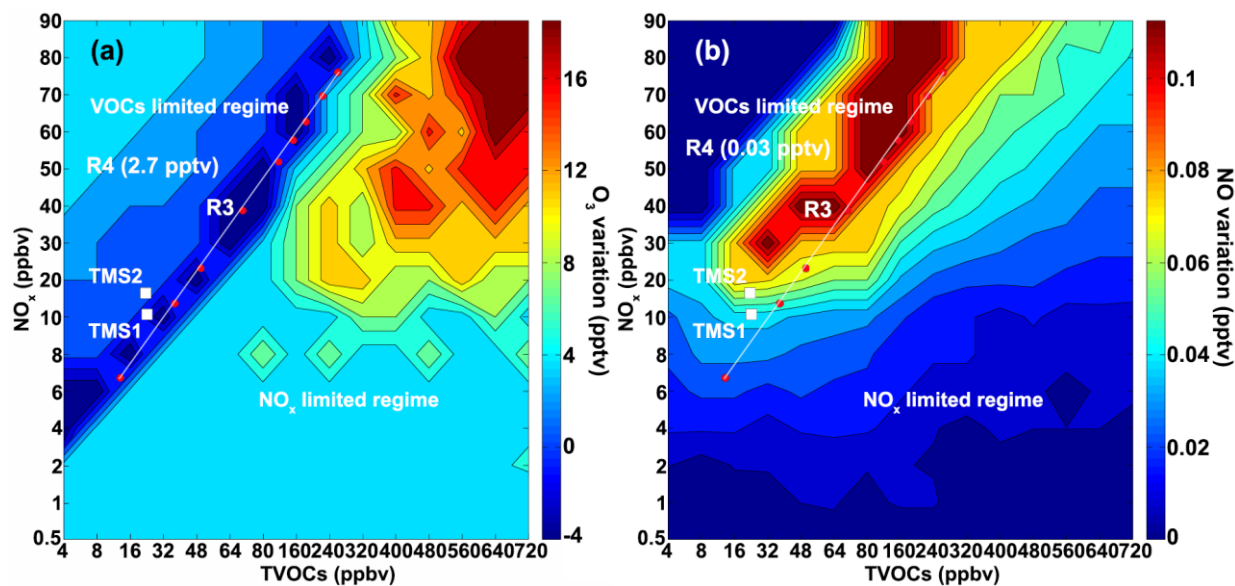 (a)
VOCs limited regime
R4 (2.7 pptv)
R3
TMS2
TMS1
NOx limited regime
90
80
70
60
50
40
30
20
10
8
6
4
2
1
0.5
NOx (ppbv)
4 8 16 32 48 64 80 160 240 320 400 480 560 640 720
TVOCs (ppbv)
16
12
8
4
0
-4
O3 variation (pptv)
(b)
VOCs limited regime
R4 (0.03 pptv)
R3
TMS2
TMS1
NOx limited regime
90
80
70
60
50
40
30
20
10
8
6
4
2
1
0.5
NOx (ppbv)
4 8 16 32 48 64 80 160 240 320 400 480 560 640 720
TVOCs (ppbv)
0.1
0.08
0.06
0.04
0.02
0
NO variation (pptv)